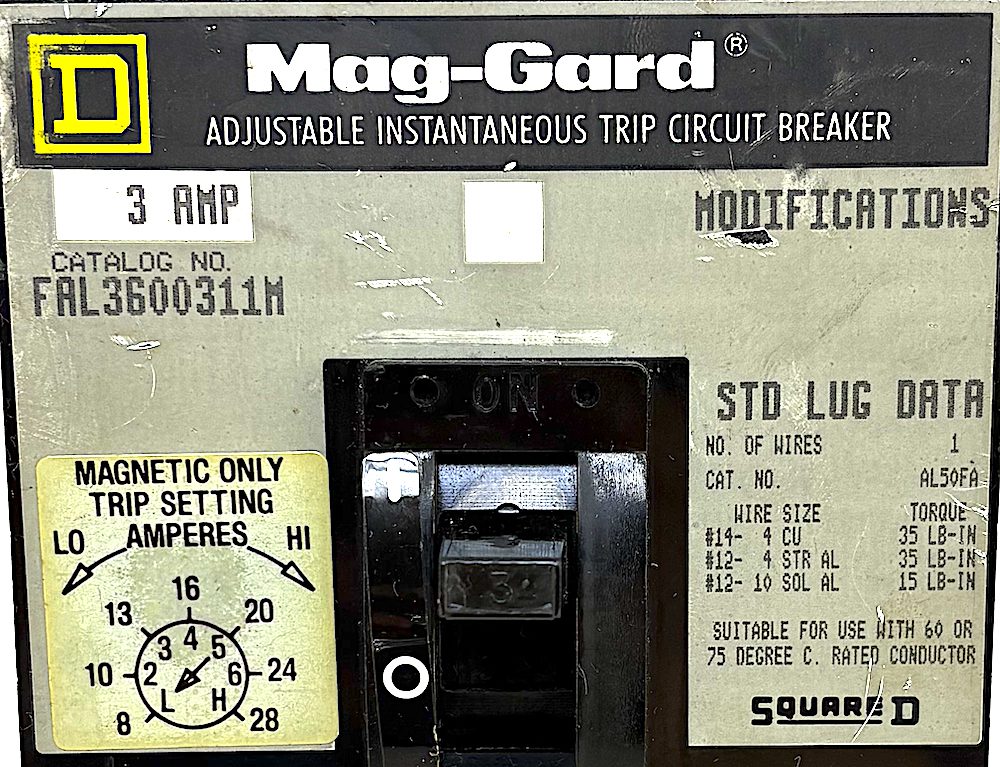 D
Mag-Gard®
ADJUSTABLE INSTANTANEOUS TRIP CIRCUIT BREAKER
3 AMP
CATALOG NO.
FAL3600311M
MODIFICATIONS
MAGNETIC ONLY
TRIP SETTING
AMPERES
LO HI
16
13 20
10 24
8 28
3 4 5
2 6
L H
ON
I
3
O
STD LUG DATA
NO. OF WIRES 1
CAT. NO. AL50FA
WIRE SIZE TORQUE
#14- 4 CU 35 LB-IN
#12- 4 STR AL 35 LB-IN
#12- 10 SOL AL 15 LB-IN
SUITABLE FOR USE WITH 60 OR
75 DEGREE C. RATED CONDUCTOR
SQUARE D